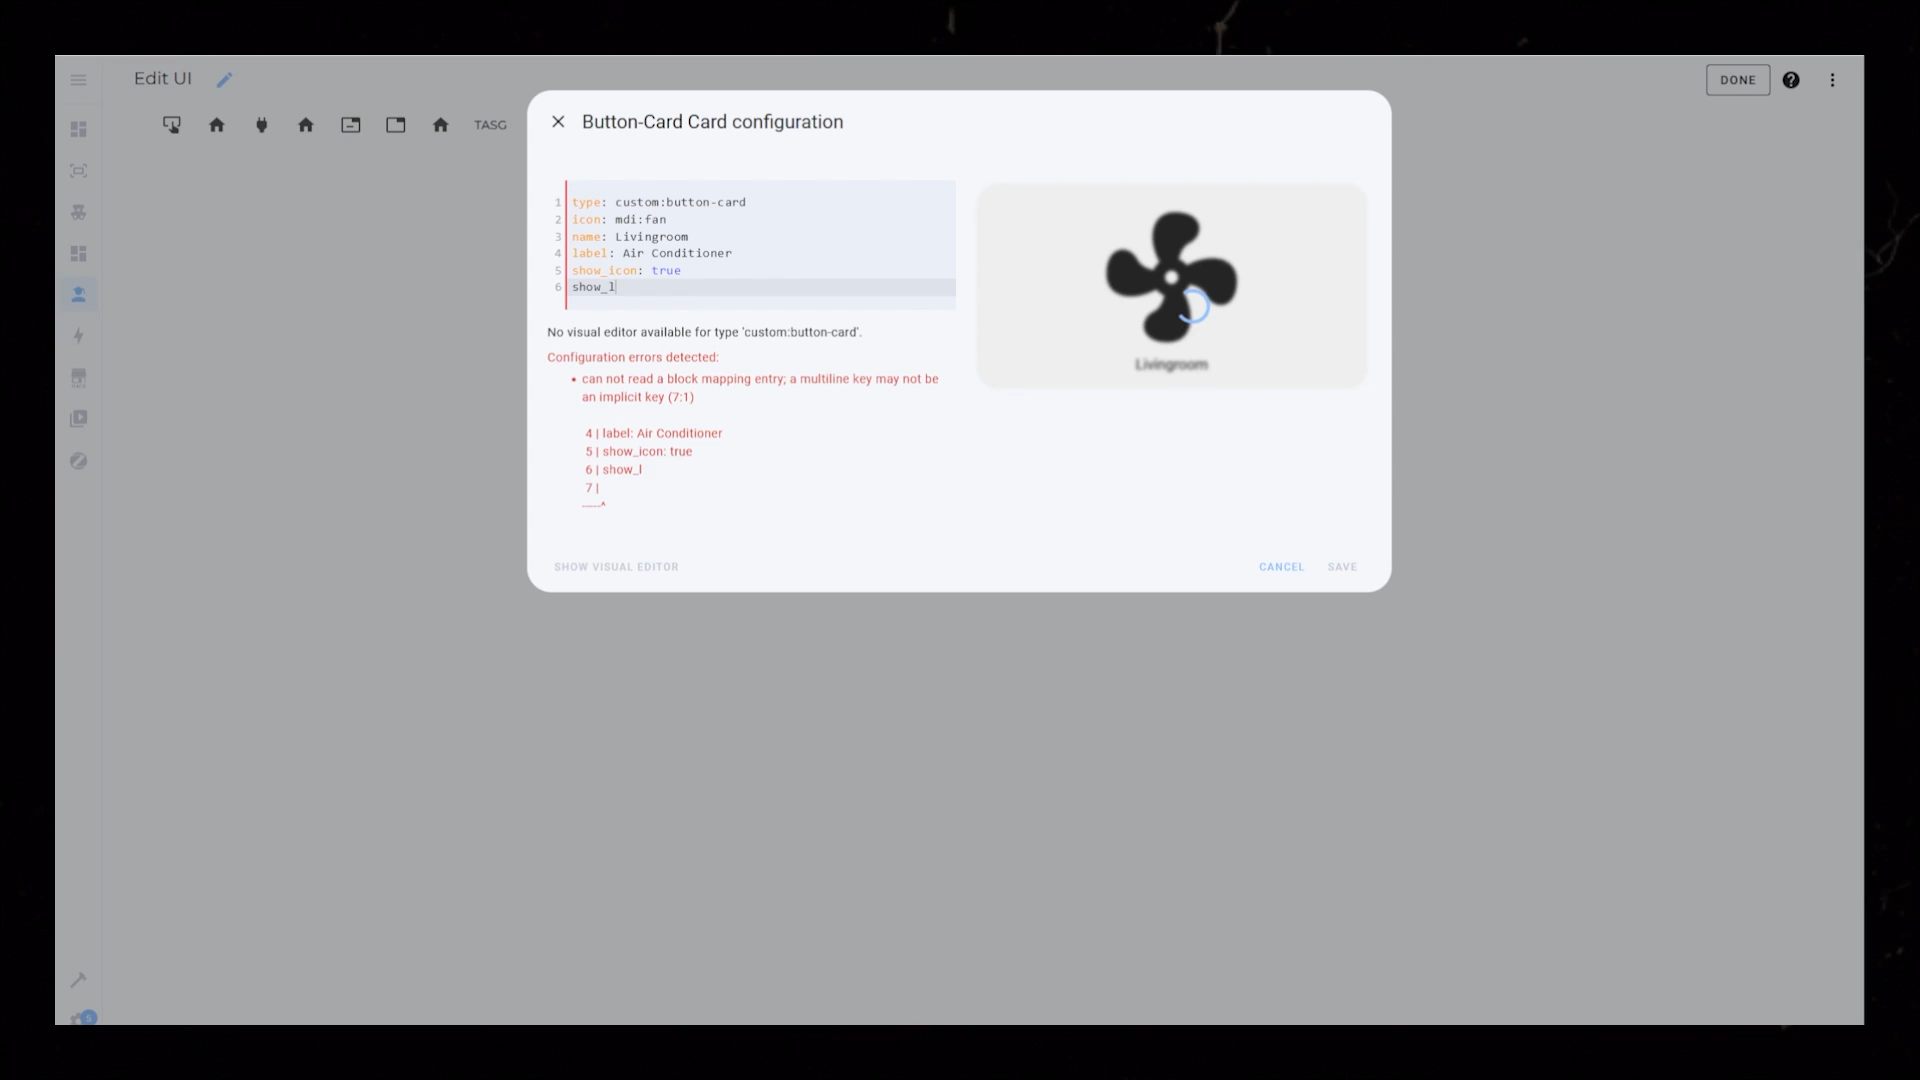 Edit UI
DONE
TASG
Button-Card Card configuration
1 type: custom:button-card
2 icon: mdi:fan
3 name: Livingroom
4 label: Air Conditioner
5 show_icon: true
6 show_l
Livingroom
No visual editor available for type 'custom:button-card'.
Configuration errors detected:
• can not read a block mapping entry; a multiline key may not be
an implicit key (7:1)
4 | label: Air Conditioner
5 | show_icon: true
6 | show_l
7 |
-------^
SHOW VISUAL EDITOR
CANCEL
SAVE
5